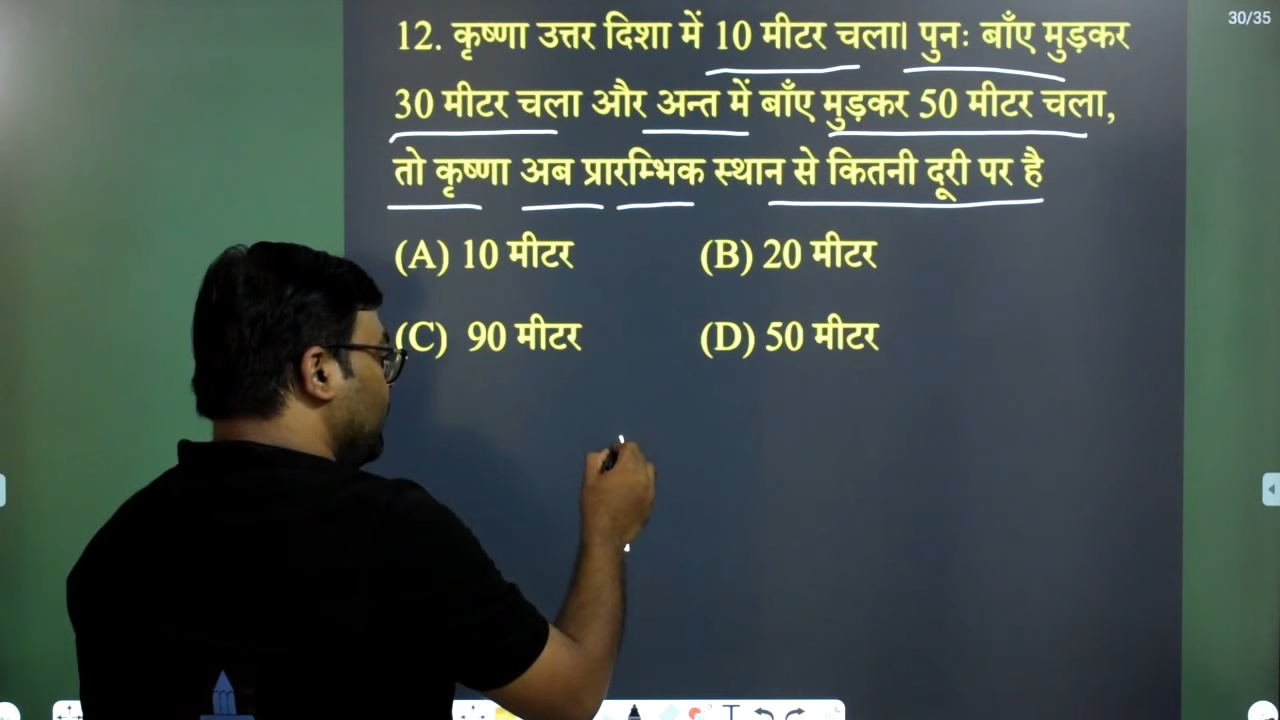 30/35
12. कृष्णा उत्तर दिशा में 10 मीटर चला। पुनः बाँए मुड़कर
30 मीटर चला और अन्त में बाँए मुड़कर 50 मीटर चला,
तो कृष्णा अब प्रारम्भिक स्थान से कितनी दूरी पर है
(A) 10 मीटर (B) 20 मीटर
(C) 90 मीटर (D) 50 मीटर